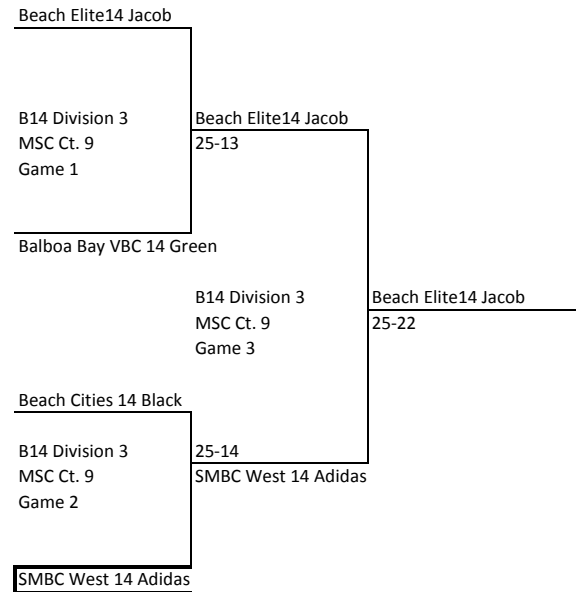 Beach Elite14 Jacob
B14 Division 3
MSC Ct. 9
Game 1
Beach Elite14 Jacob
25-13
Balboa Bay VBC 14 Green
B14 Division 3
MSC Ct. 9
Game 3
Beach Elite14 Jacob
25-22
Beach Cities 14 Black
B14 Division 3
MSC Ct. 9
Game 2
25-14
SMBC West 14 Adidas
SMBC West 14 Adidas